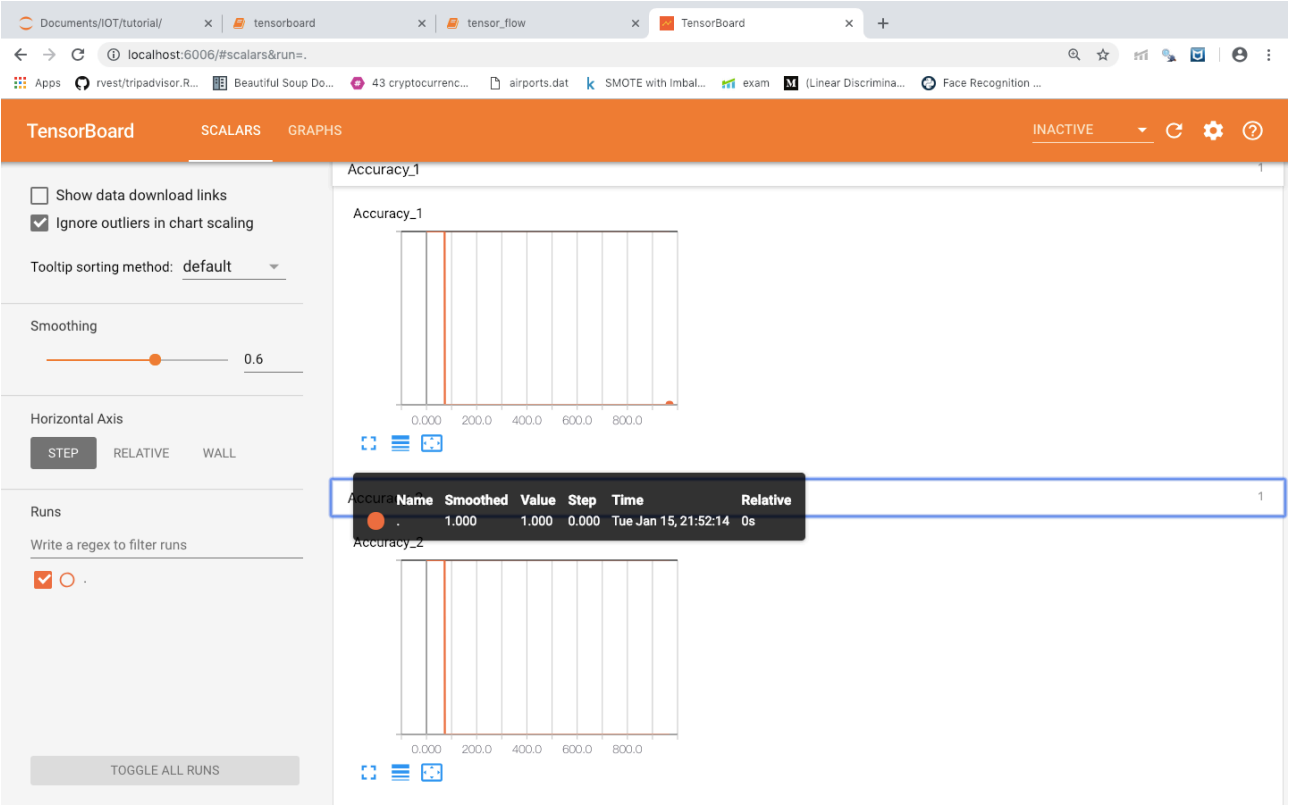 Documents/IOT/tutorial/ tensorboard tensor_flow TensorBoard
localhost:6006/#scalars&run=.
Apps rvest/tripadvisor.R... Beautiful Soup Do... 43 cryptocurrenc... airports.dat SMOTE with Imbal... exam (Linear Discrimina... Face Recognition ...
TensorBoard SCALARS GRAPHS INACTIVE
Show data download links
Ignore outliers in chart scaling
Tooltip sorting method: default
Smoothing
0.6
Horizontal Axis
STEP RELATIVE WALL
Runs
Write a regex to filter runs
.
TOGGLE ALL RUNS
Accuracy_1 1
Accuracy_1
0.000 200.0 400.0 600.0 800.0
1
Name Smoothed Value Step Time Relative
. 1.000 1.000 0.000 Tue Jan 15, 21:52:14 0s
Accuracy_2
0.000 200.0 400.0 600.0 800.0